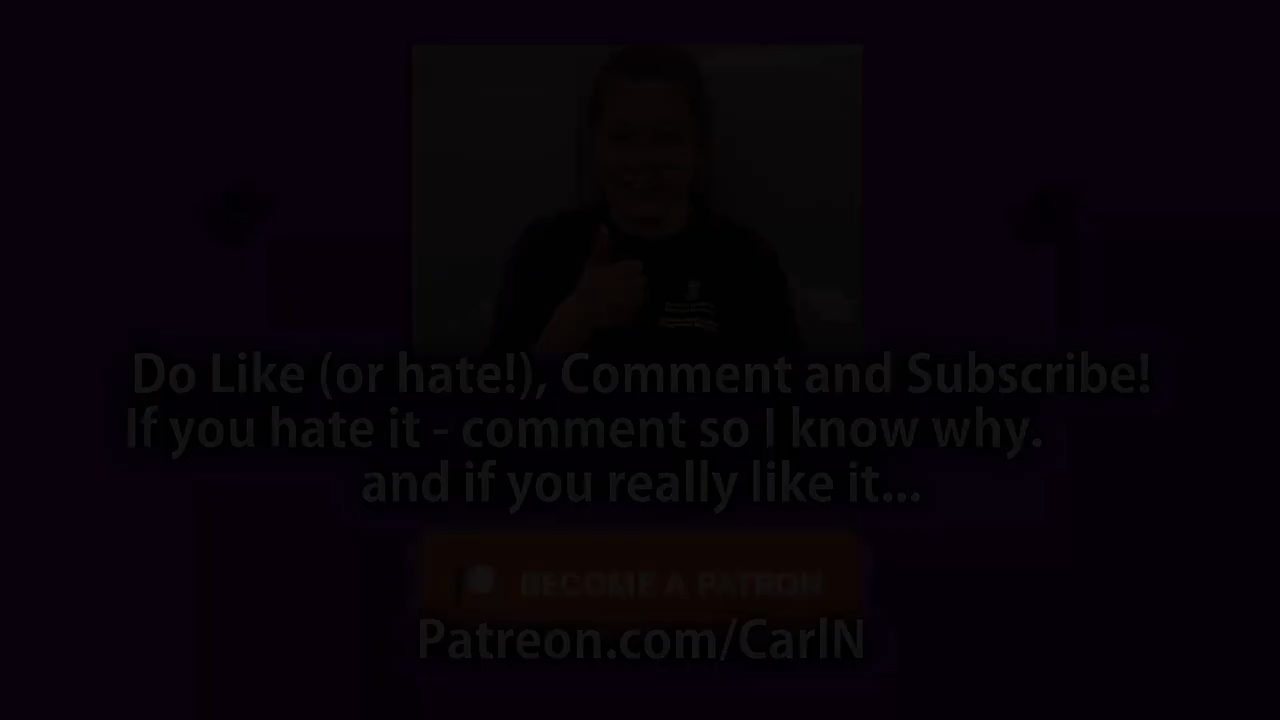 Do Like (or hate!), Comment and Subscribe!
If you hate it - comment so I know why.
and if you really like it...
BECOME A PATRON
Patreon.com/CarlN